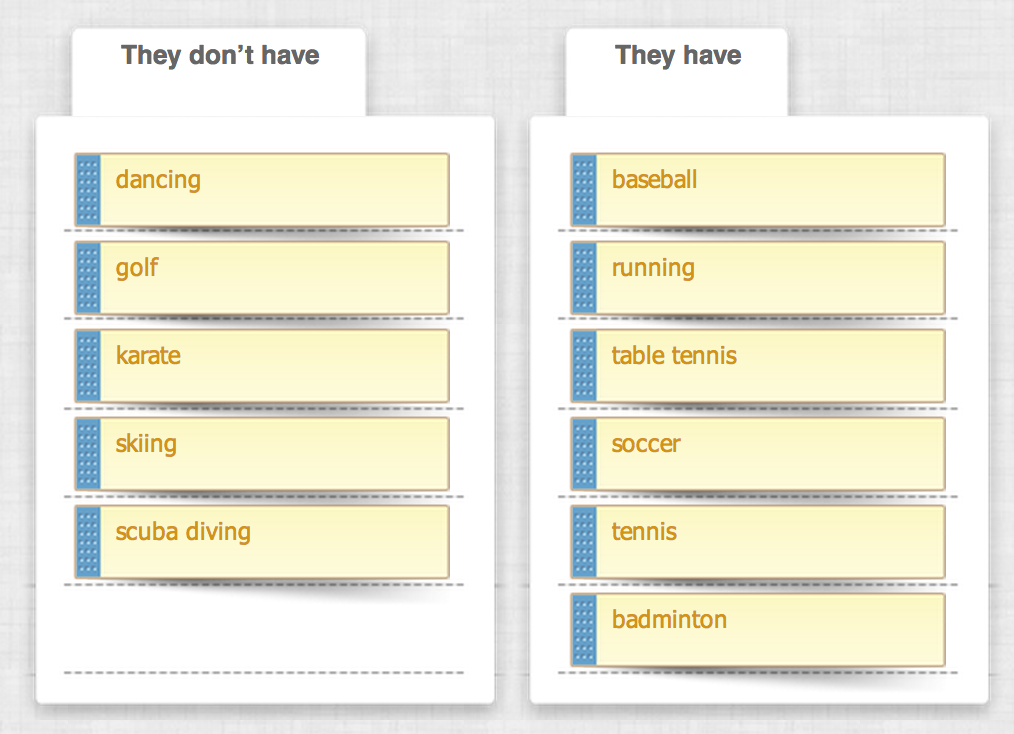 They don’t have
dancing
golf
karate
skiing
scuba diving
They have
baseball
running
table tennis
soccer
tennis
badminton